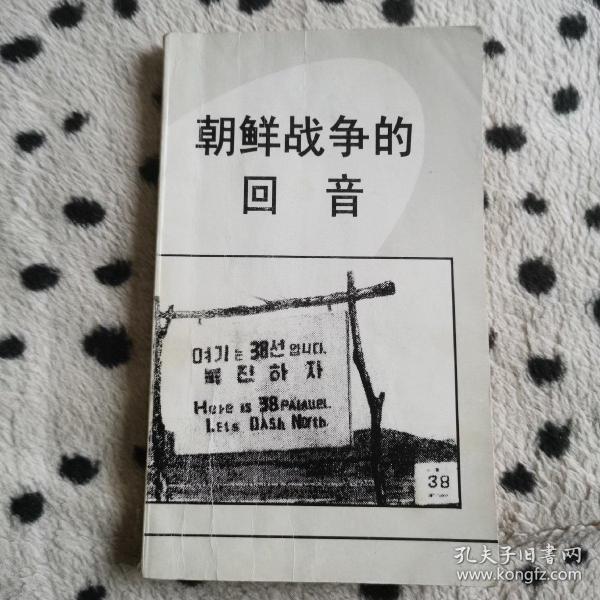 朝鲜战争的
回音
여기는 38선입니다.
북진하자
Here is 38 PARALLEL.
LETS DASH NORTH.
38
孔夫子旧书网
www.kongfz.com